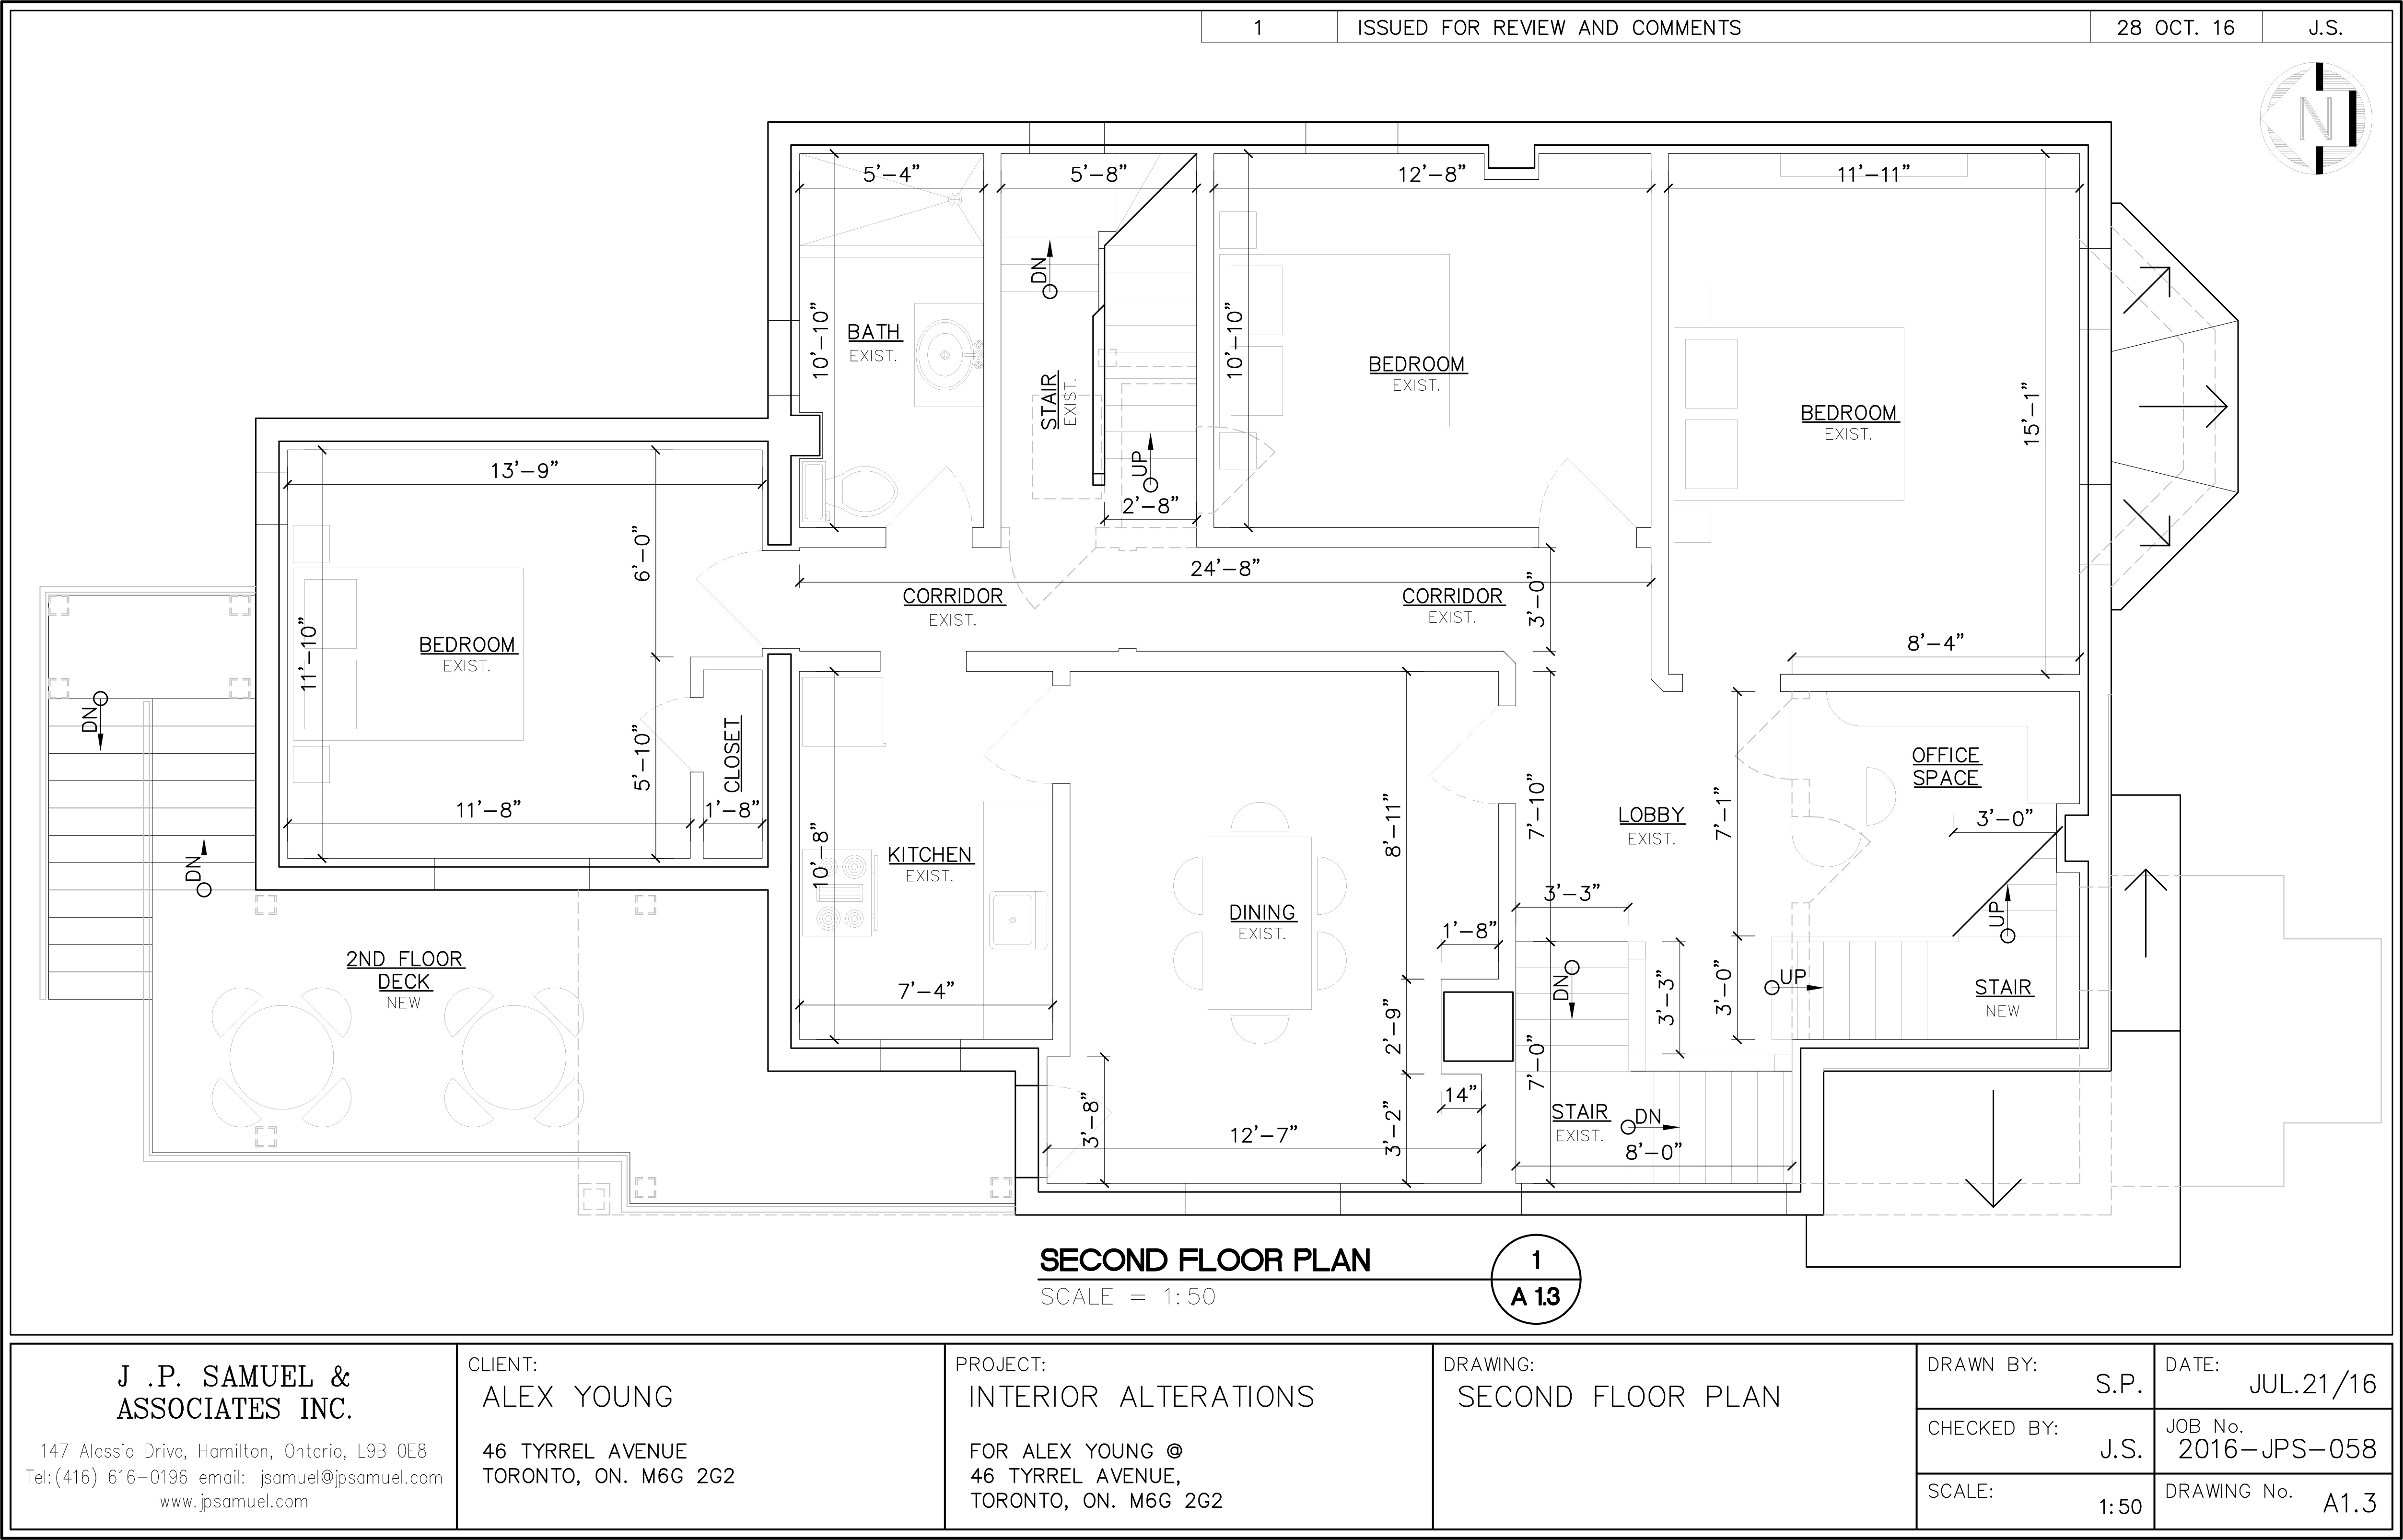 1 ISSUED FOR REVIEW AND COMMENTS 28 OCT. 16 J.S.
N
5'-4" 5'-8" 12'-8" 11'-11"
DN
10'-10"
BATH
EXIST.
STAIR
EXIST.
UP
2'-8"
10'-10"
BEDROOM
EXIST.
BEDROOM
EXIST.
15'-1"
13'-9"
6'-0"
11'-10"
BEDROOM
EXIST.
24'-8"
CORRIDOR
EXIST.
CORRIDOR
EXIST.
3'-0"
8'-4"
DN
DN
5'-10"
CLOSET
11'-8" 1'-8"
10'-8"
KITCHEN
EXIST.
7'-4"
8'-11"
DINING
EXIST.
7'-10"
LOBBY
EXIST.
7'-1"
OFFICE
SPACE
3'-0"
3'-3"
1'-8"
UP
2ND FLOOR
DECK
NEW
2'-9"
DN
3'-3"
3'-0"
UP
STAIR
NEW
7'-0"
14"
3'-8"
3'-2"
12'-7"
STAIR
EXIST.
DN
8'-0"
SECOND FLOOR PLAN
SCALE = 1:50
1
A 1.3
J .P. SAMUEL &
ASSOCIATES INC.
147 Alessio Drive, Hamilton, Ontario, L9B 0E8
Tel:(416) 616-0196 email: jsamuel@jpsamuel.com
www.jpsamuel.com
CLIENT:
ALEX YOUNG
46 TYRREL AVENUE
TORONTO, ON. M6G 2G2
PROJECT:
INTERIOR ALTERATIONS
FOR ALEX YOUNG @
46 TYRREL AVENUE,
TORONTO, ON. M6G 2G2
DRAWING:
SECOND FLOOR PLAN
DRAWN BY:
S.P.
DATE:
JUL.21/16
CHECKED BY:
J.S.
JOB No.
2016-JPS-058
SCALE:
1:50
DRAWING No.
A1.3